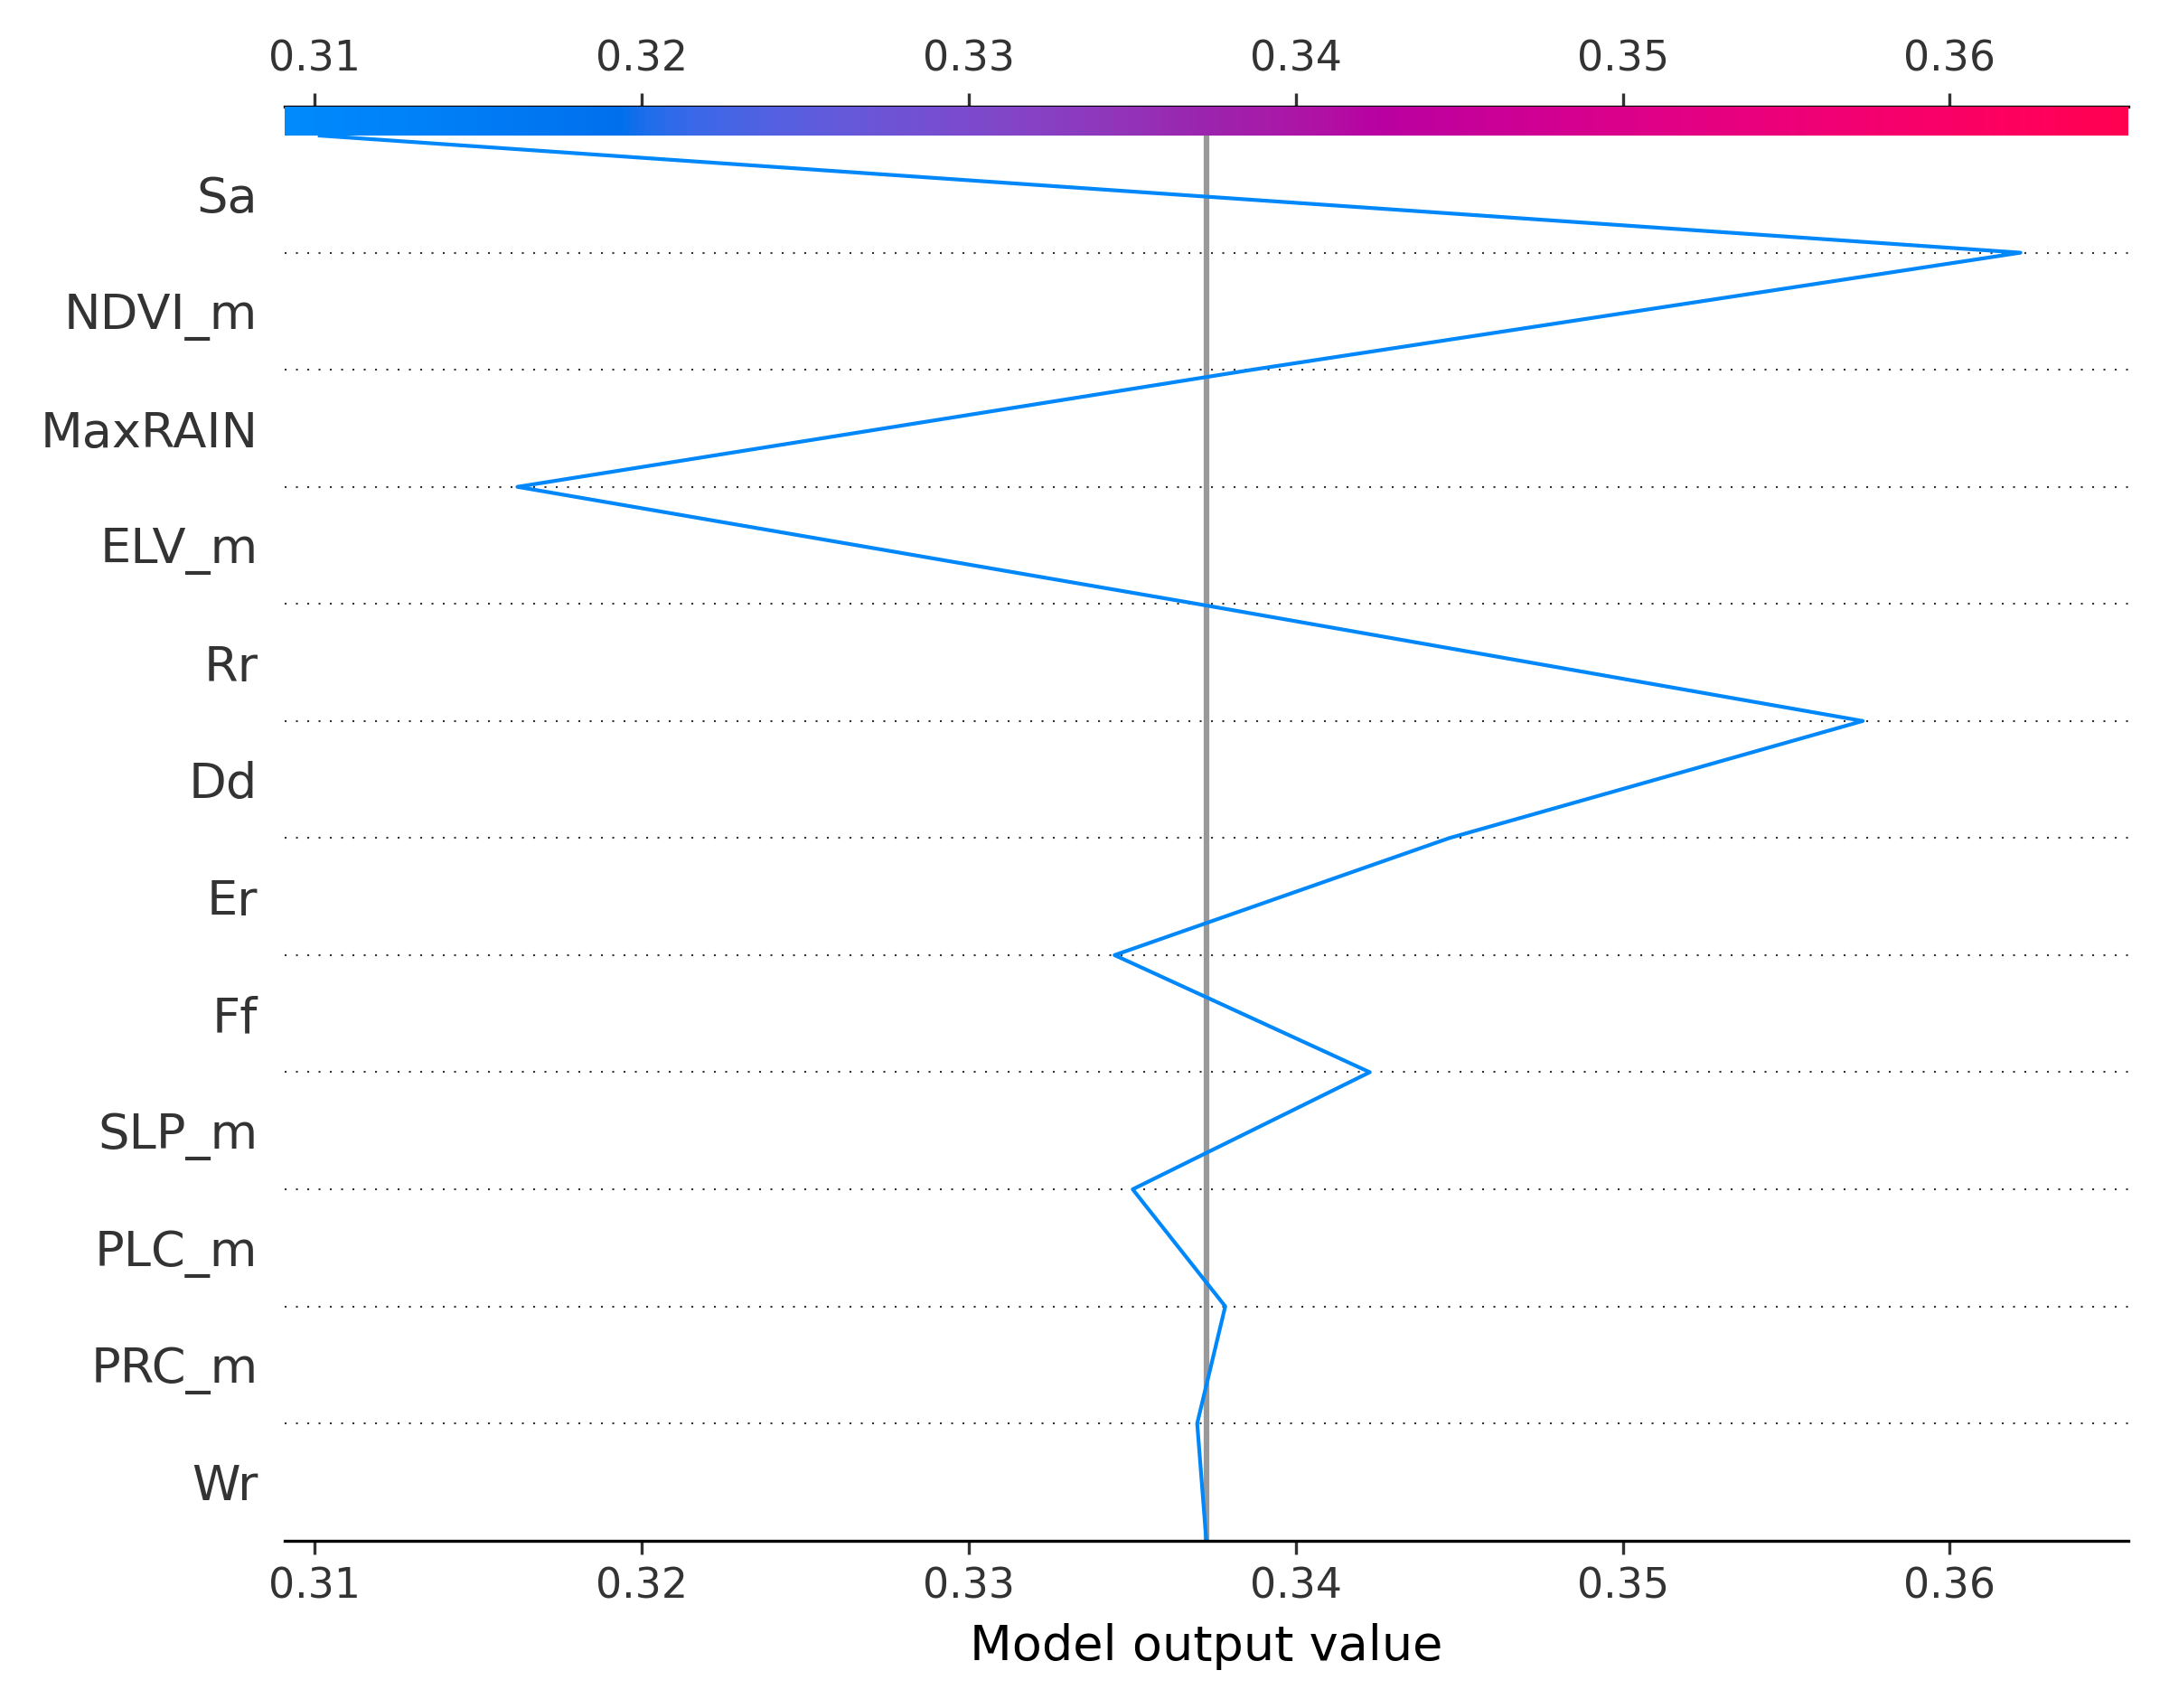 0.31 0.32 0.33 0.34 0.35 0.36
Sa
NDVI_m
MaxRAIN
ELV_m
Rr
Dd
Er
Ff
SLP_m
PLC_m
PRC_m
Wr
0.31 0.32 0.33 0.34 0.35 0.36
Model output value